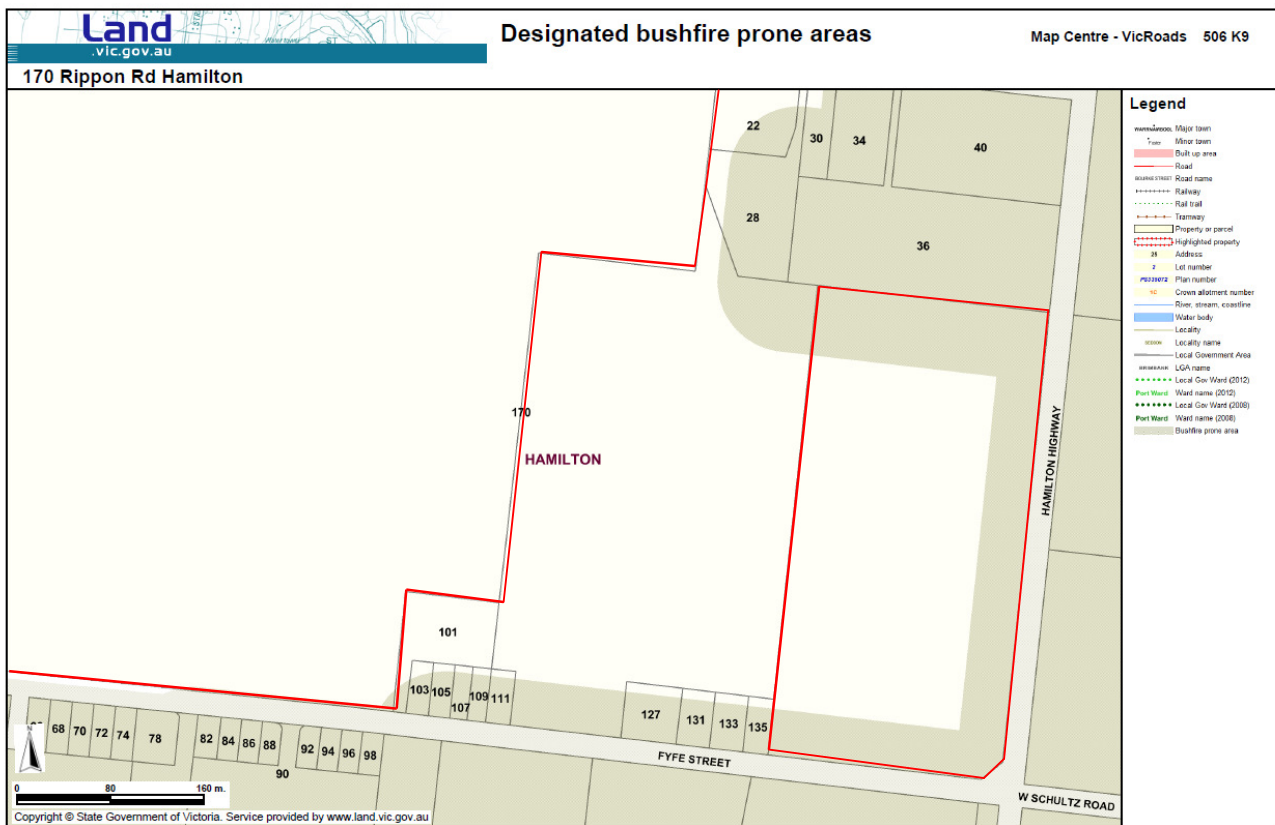 Land
.vic.gov.au
Designated bushfire prone areas
Map Centre - VicRoads 506 K9
170 Rippon Rd Hamilton
Legend
Major town
Minor town
Built up area
Road
BOURKE STREET Road name
Railway
Rail trail
Tramway
Property or parcel
Highlighted property
Address
2 Lot number
Plan number
Crown allotment number
River, stream, coastline
Water body
Locality
Locality name
Local Government Area
LGA name
Local Gov Ward (2012)
Port Ward Ward name (2012)
Local Gov Ward (2008)
Port Ward Ward name (2008)
Bushfire prone area
22
30
34
40
28
36
170
HAMILTON
HAMILTON HIGHWAY
101
103
105
107
109
111
127
131
133
135
68
70
72
74
78
82
84
86
88
90
92
94
96
98
FYFE STREET
W SCHULTZ ROAD
N
0 80 160 m.
Copyright © State Government of Victoria. Service provided by www.land.vic.gov.au